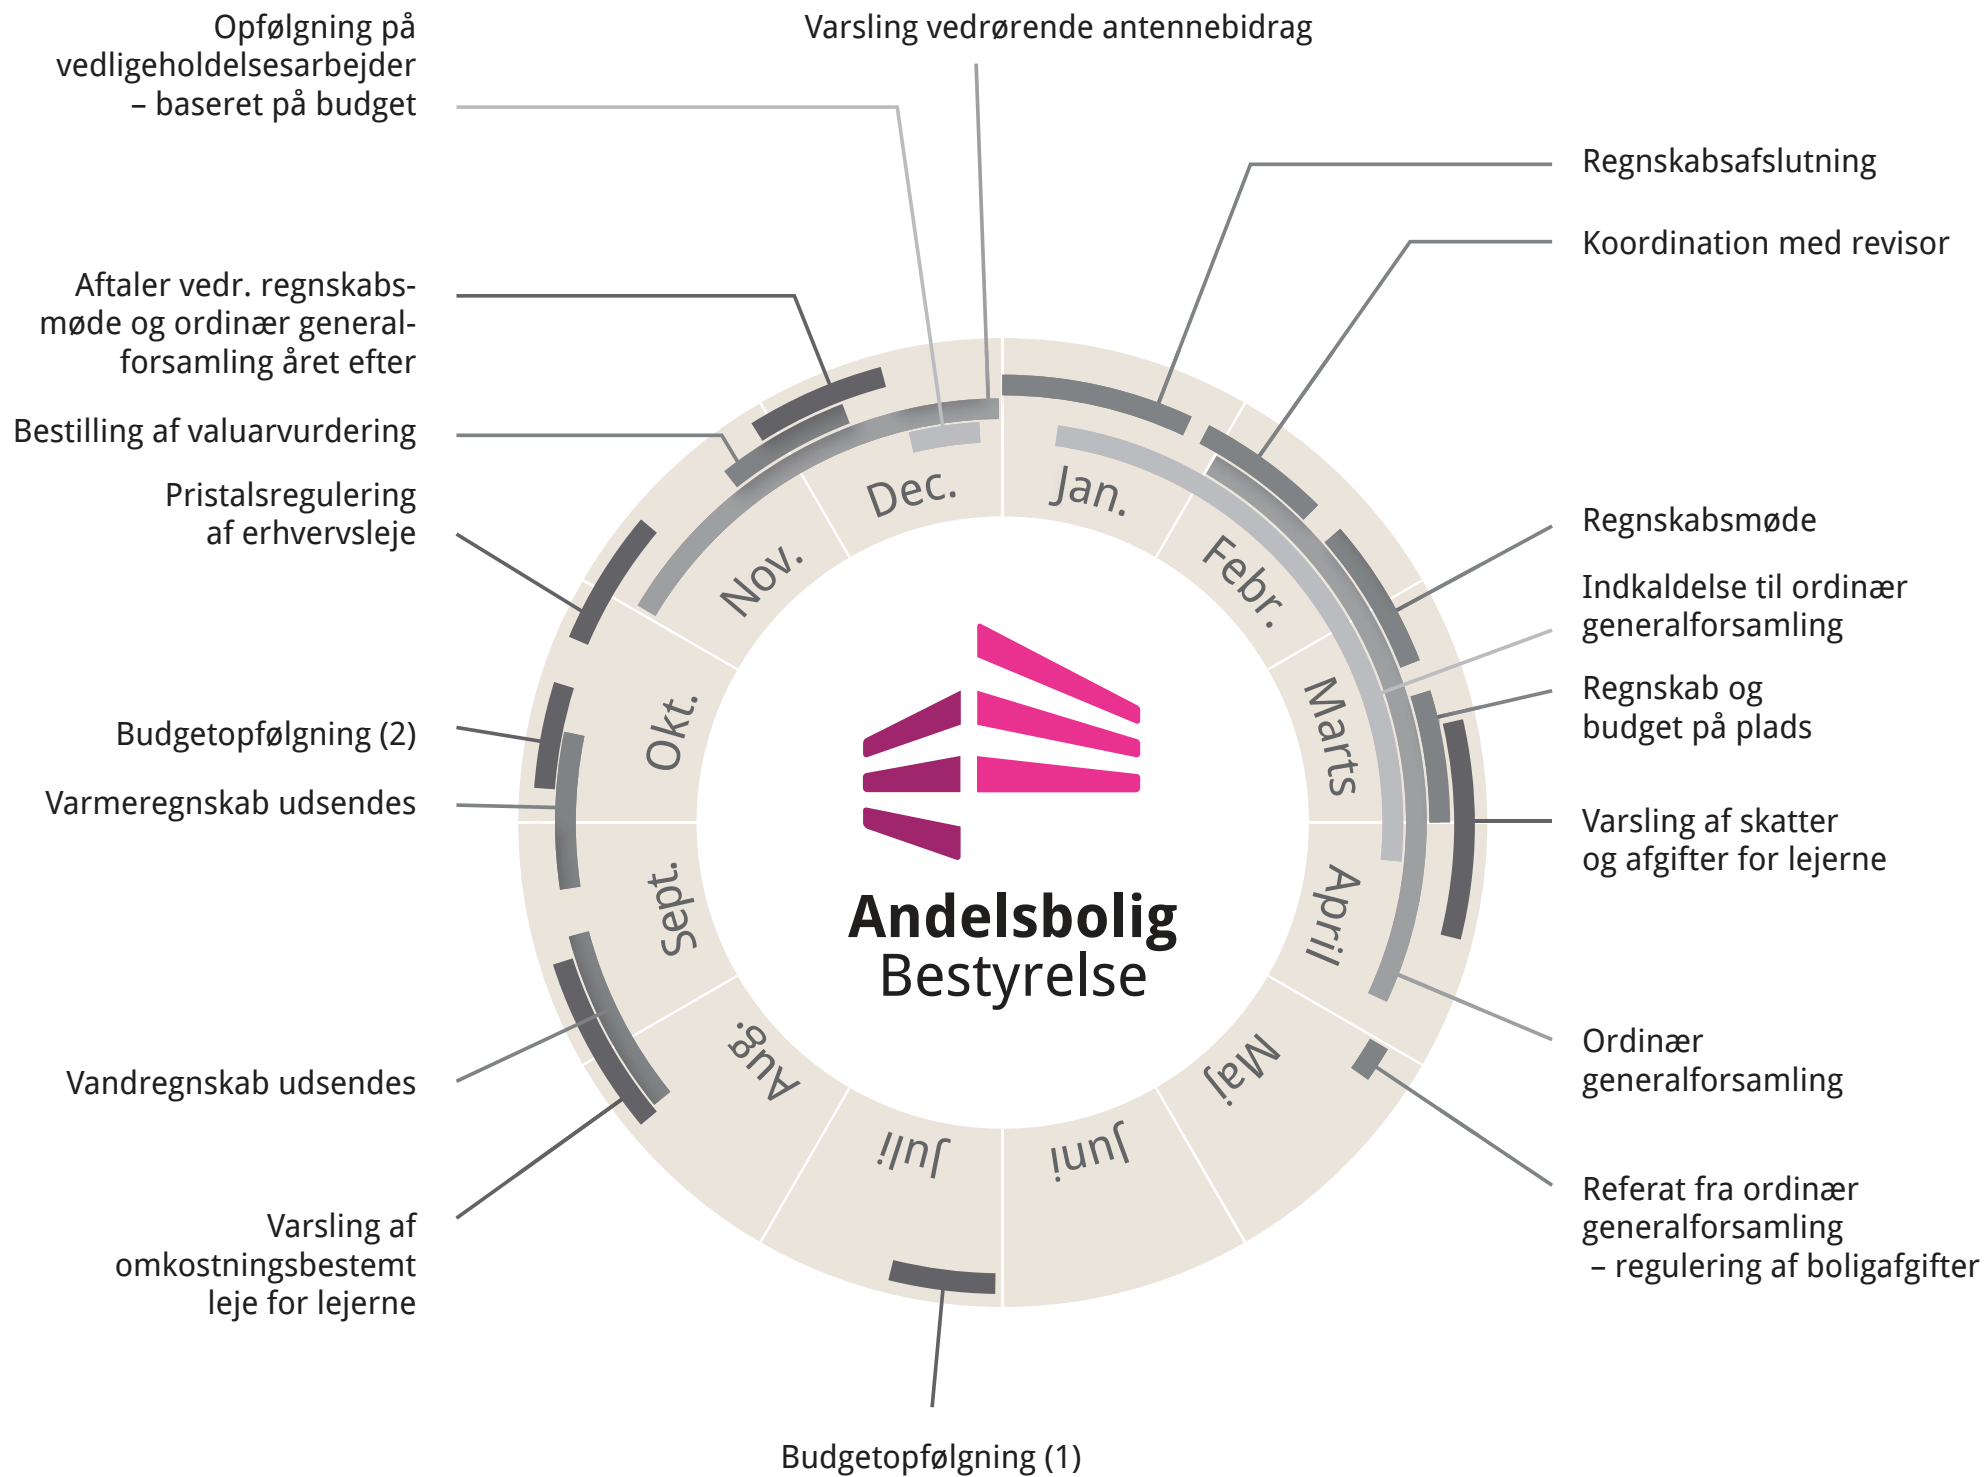 Opfølgning på
vedligeholdelsesarbejder
– baseret på budget
Varsling vedrørende antennebidrag
Regnskabsafslutning
Koordination med revisor
Aftaler vedr. regnskabs-
møde og ordinær general-
forsamling året efter
Bestilling af valuarvurdering
Pristalsregulering
af erhvervsleje
Regnskabsmøde
Indkaldelse til ordinær
generalforsamling
Regnskab og
budget på plads
Budgetopfølgning (2)
Varmeregnskab udsendes
Varsling af skatter
og afgifter for lejerne
Jan.
Febr.
Marts
April
Maj
Juni
Juli
Aug.
Sept.
Okt.
Nov.
Dec.
Andelsbolig
Bestyrelse
Ordinær
generalforsamling
Vandregnskab udsendes
Referat fra ordinær
generalforsamling
– regulering af boligafgifter
Varsling af
omkostningsbestemt
leje for lejerne
Budgetopfølgning (1)